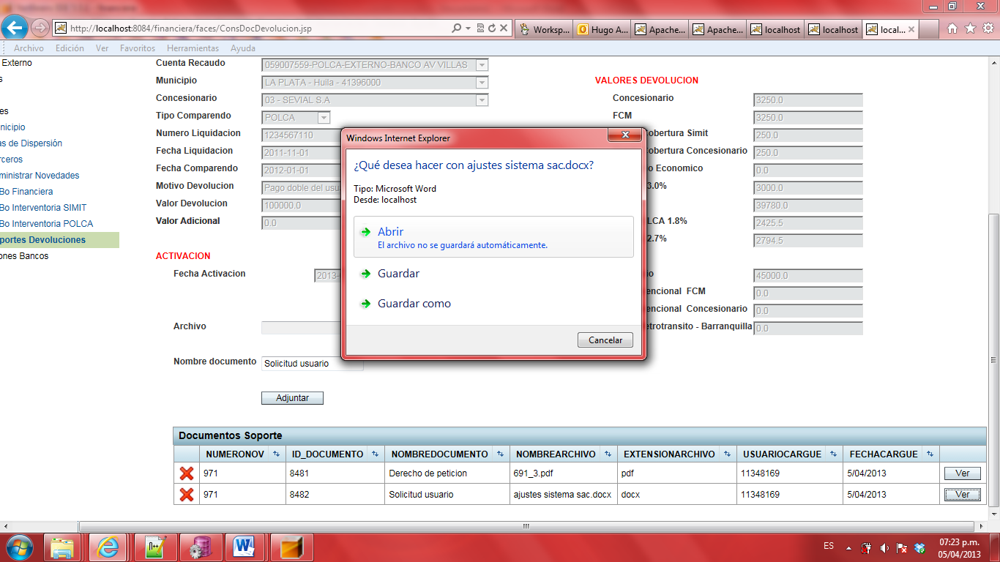 http://localhost:8084/financiera/faces/ConsDocDevolucion.jsp
Worksp...
Hugo A...
Apache...
Apache...
localhost
localhost
local...
Archivo Edición Ver Favoritos Herramientas Ayuda
Externo
s
es
nicipio
as de Dispersión
rceros
ministrar Novedades
Bo Financiera
Bo Interventoria SIMIT
Bo Interventoria POLCA
portes Devoluciones
ones Bancos
Cuenta Recaudo 059007559-POLCA-EXTERNO-BANCO AV VILLAS
Municipio LA PLATA - Huila - 41396000
Concesionario 03 - SEVIAL S.A
Tipo Comparendo POLCA
Numero Liquidacion 1234567110
Fecha Liquidacion 2011-11-01
Fecha Comparendo 2012-01-01
Motivo Devolucion Pago doble del usu
Valor Devolucion 100000.0
Valor Adicional 0.0
ACTIVACION
Fecha Activacion 2013-
Archivo
Nombre documento Solicitud usuario
Adjuntar
VALORES DEVOLUCION
Concesionario 3250.0
FCM 3250.0
obertura Simit 250.0
obertura Concesionario 250.0
o Economico 0.0
3.0% 3000.0
39780.0
LCA 1.8% 2425.5
2.7% 2794.5
io 45000.0
encional FCM 0.0
encional Concesionario 0.0
etrotransito - Barranquilla 0.0
Windows Internet Explorer
¿Qué desea hacer con ajustes sistema sac.docx?
Tipo: Microsoft Word
Desde: localhost
Abrir
El archivo no se guardará automáticamente.
Guardar
Guardar como
Cancelar
Documentos Soporte
NUMERONOV ID_DOCUMENTO NOMBREDOCUMENTO NOMBREARCHIVO EXTENSIONARCHIVO USUARIOCARGUE FECHACARGUE
971 8481 Derecho de peticion 691_3.pdf pdf 11348169 5/04/2013 Ver
971 8482 Solicitud usuario ajustes sistema sac.docx docx 11348169 5/04/2013 Ver
ES
07:23 p.m.
05/04/2013